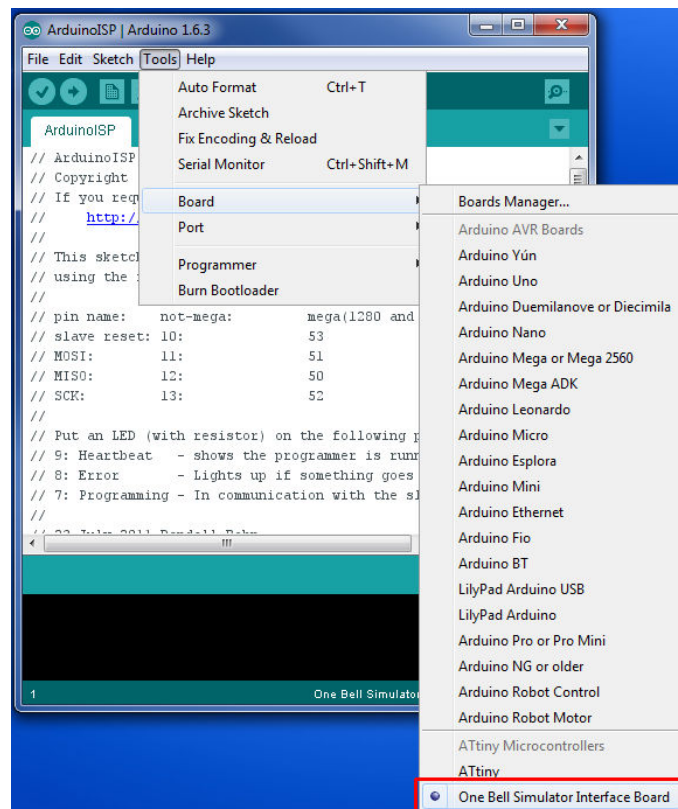 ArduinoISP | Arduino 1.6.3
File Edit Sketch Tools Help
Auto Format Ctrl+T
Archive Sketch
Fix Encoding & Reload
Serial Monitor Ctrl+Shift+M
Board
Port
Programmer
Burn Bootloader
ArduinoISP
// ArduinoISP
// Copyright
// If you req
// http:/
//
// This sketch
// using the
//
// pin name: not-mega: mega(1280 and
// slave reset: 10: 53
// MOSI: 11: 51
// MISO: 12: 50
// SCK: 13: 52
//
// Put an LED (with resistor) on the following p
// 9: Heartbeat - shows the programmer is runn
// 8: Error - Lights up if something goes
// 7: Programming - In communication with the sl
//
1 One Bell Simulator
Boards Manager...
Arduino AVR Boards
Arduino Yún
Arduino Uno
Arduino Duemilanove or Diecimila
Arduino Nano
Arduino Mega or Mega 2560
Arduino Mega ADK
Arduino Leonardo
Arduino Micro
Arduino Esplora
Arduino Mini
Arduino Ethernet
Arduino Fio
Arduino BT
LilyPad Arduino USB
LilyPad Arduino
Arduino Pro or Pro Mini
Arduino NG or older
Arduino Robot Control
Arduino Robot Motor
ATtiny Microcontrollers
ATtiny
One Bell Simulator Interface Board